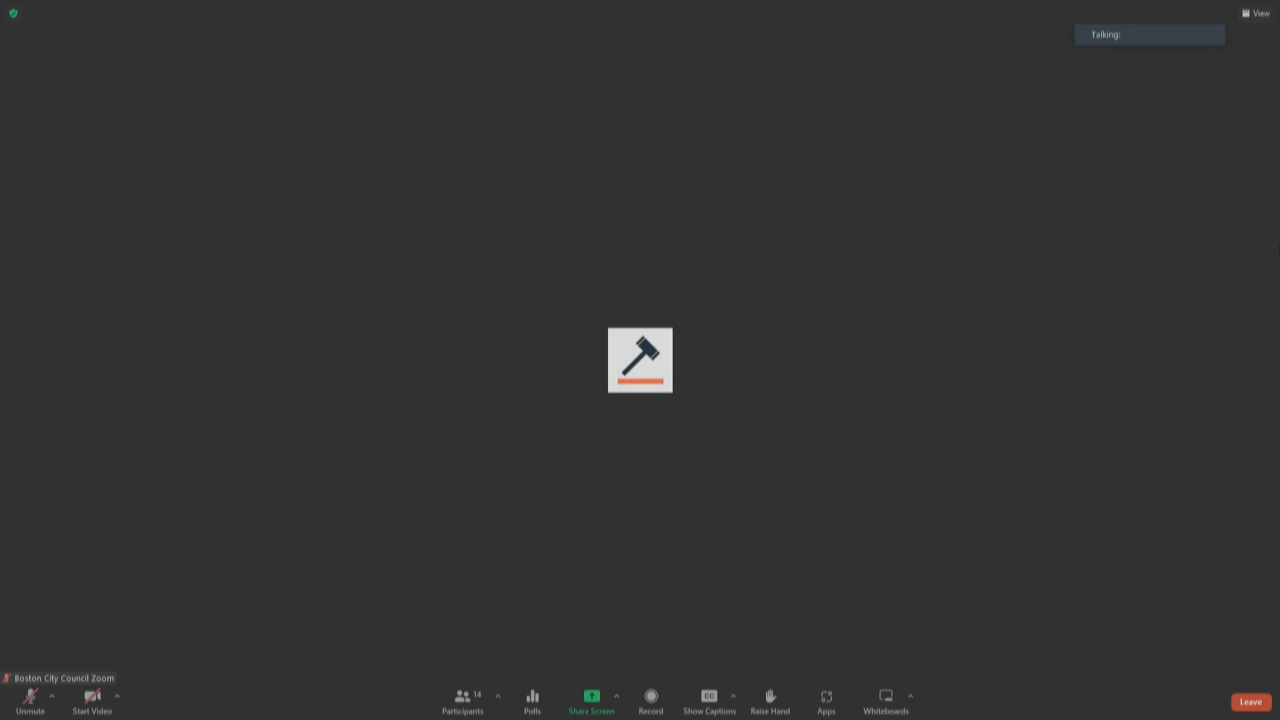 View
Talking:
Boston City Council Zoom
Unmute
Start Video
14
Participants
Polls
Share Screen
Record
CC
Show Captions
Raise Hand
Apps
Whiteboards
Leave